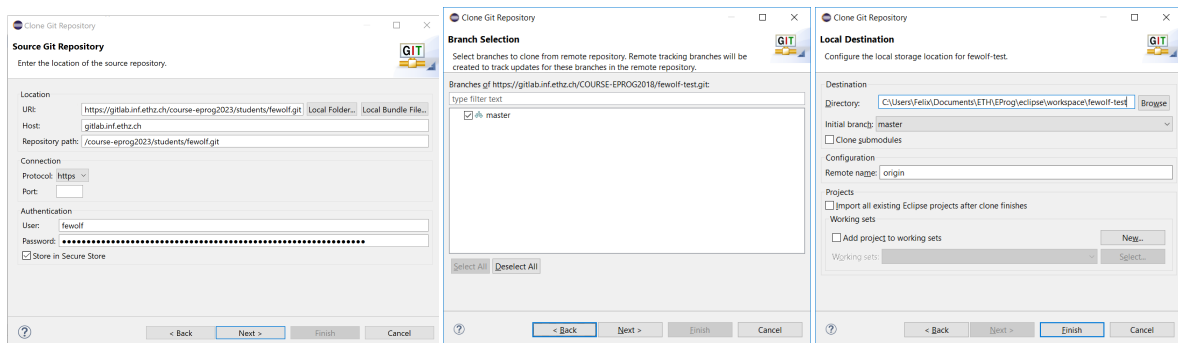 Clone Git Repository
Source Git Repository
Enter the location of the source repository.
GIT
Location
URI: https://gitlab.inf.ethz.ch/course-eprog2023/students/fewolf.git Local Folder... Local Bundle File...
Host: gitlab.inf.ethz.ch
Repository path: /course-eprog2023/students/fewolf.git
Connection
Protocol: https
Port:
Authentication
User: fewolf
Password: ●●●●●●●●●●●●●●●●●●●●●●●●●●●●●●●●●●●●●●●●●●●●●●●●●●●●●●●●●●●●●●
Store in Secure Store
? < Back Next > Finish Cancel
Clone Git Repository
Branch Selection
Select branches to clone from remote repository. Remote tracking branches will be
created to track updates for these branches in the remote repository.
GIT
Branches of https://gitlab.inf.ethz.ch/COURSE-EPROG2018/fewolf-test.git:
type filter text
master
Select All Deselect All
? < Back Next > Finish Cancel
Clone Git Repository
Local Destination
Configure the local storage location for fewolf-test.
GIT
Destination
Directory: C:\Users\Felix\Documents\ETH\EProg\eclipse\workspace\fewolf-test Browse
Initial branch: master
Clone submodules
Configuration
Remote name: origin
Projects
Import all existing Eclipse projects after clone finishes
Working sets
Add project to working sets New...
Working sets: Select...
? < Back Next > Finish Cancel